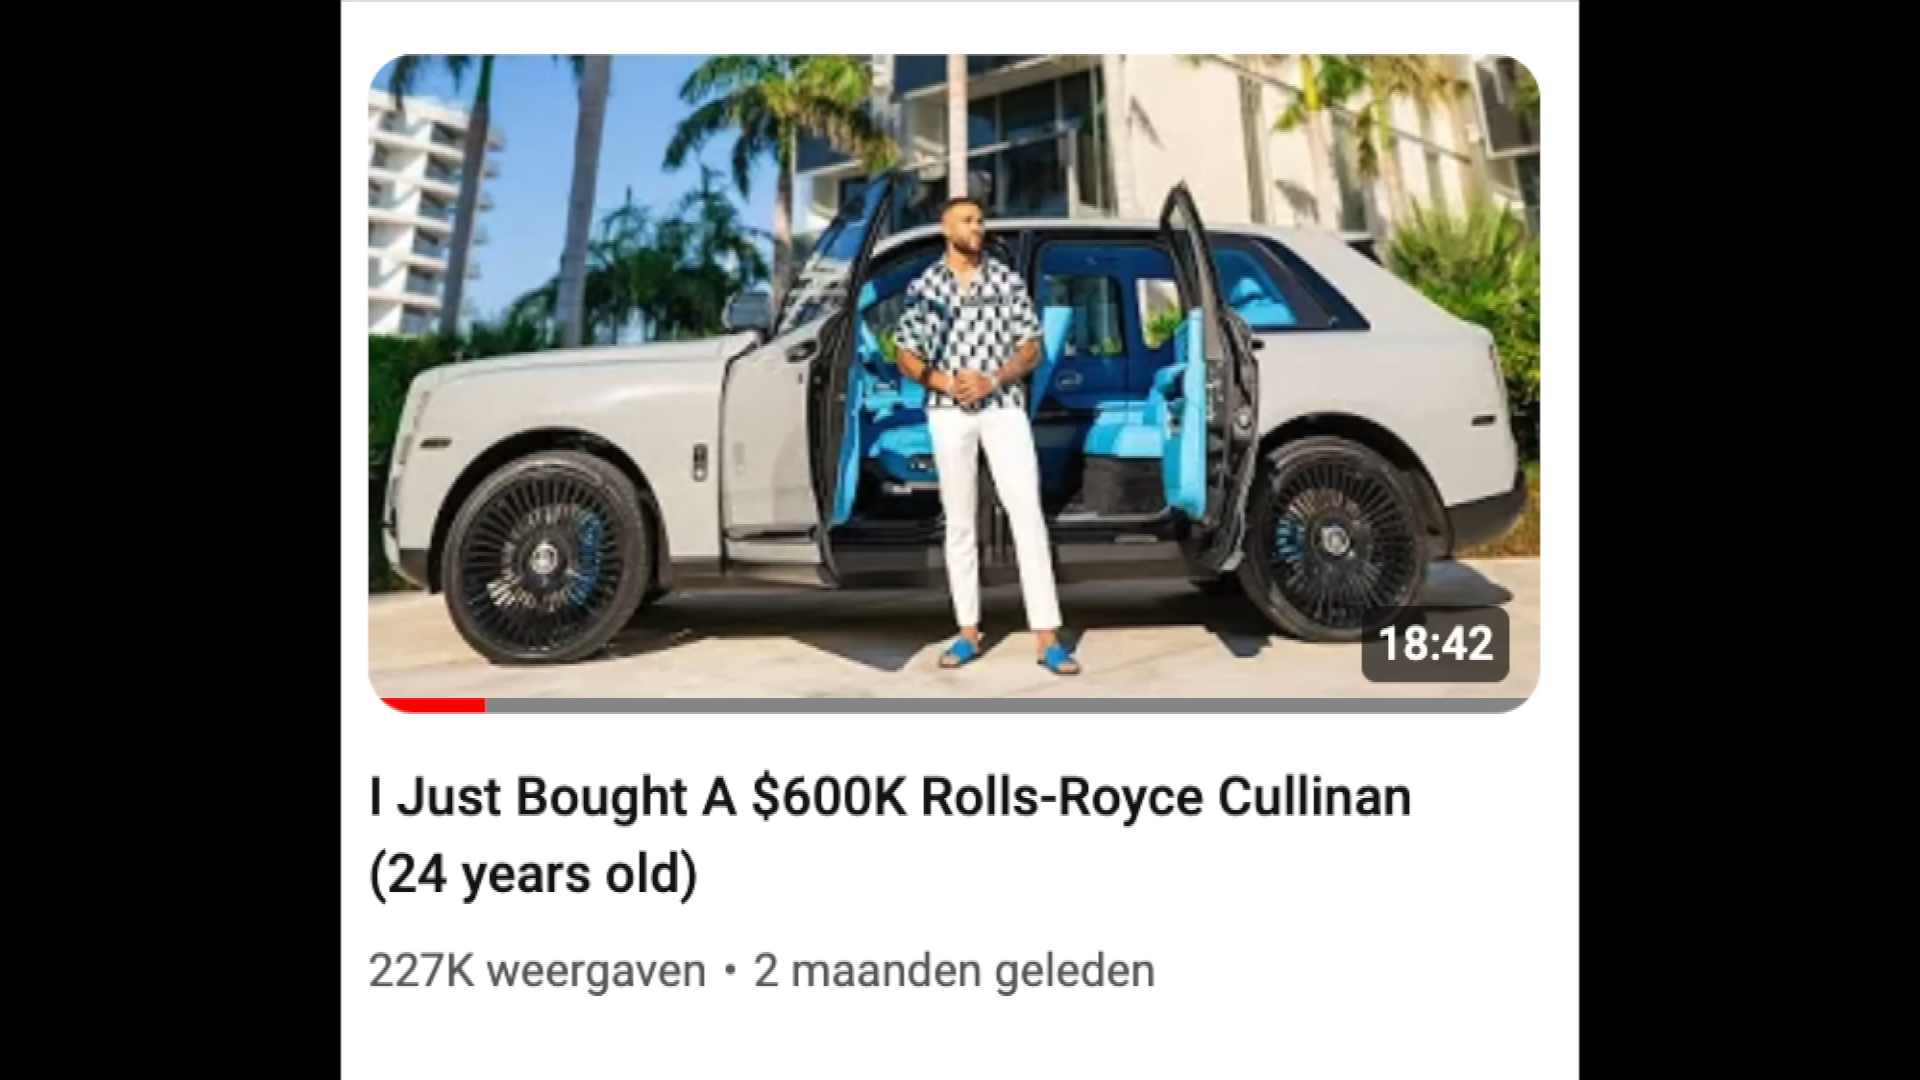 18:42
I Just Bought A $600K Rolls-Royce Cullinan
(24 years old)
227K weergaven • 2 maanden geleden